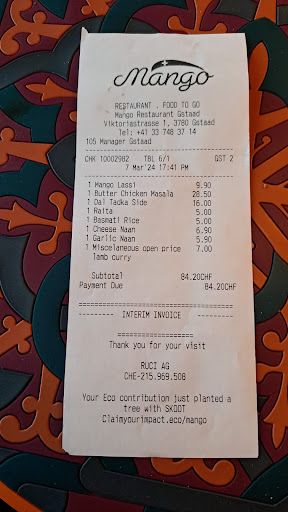 Mango
RESTAURANT . FOOD TO GO
Mango Restaurant Gstaad
Viktoriastrasse 1, 3780 Gstaad
Tel: +41 33 748 37 14
105 Manager Gstaad
CHK 10002982 TBL 6/1 GST 2
7 Mar'24 17:41 PM
1 Mango Lassi 9.90
1 Butter Chicken Masala 28.50
1 Dal Tacka Side 16.00
1 Raita 5.00
1 Basmati Rice 5.00
1 Cheese Naan 6.90
1 Garlic Naan 5.90
1 Miscelaneous open price 7.00
lamb curry
Subtotal 84.20CHF
Payment Due 84.20CHF
INTERIM INVOICE
Thank you for your visit
RUCI AG
CHE-215.969.508
Your Eco contribution just planted a
tree with SKOOT
Claimyourimpact.eco/mango